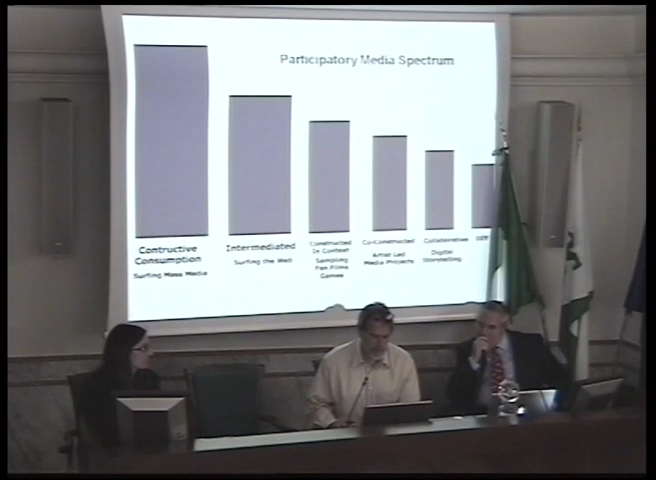 Participatory Media Spectrum
Contructive
Consumption
Surfing Mass Media
Intermediated
Surfing the Web
Constructed
In Context
Sampling
Fan Films
Games
Co-Constructed
Artist Led
Media Projects
Collaborative
Digital
Storytelling